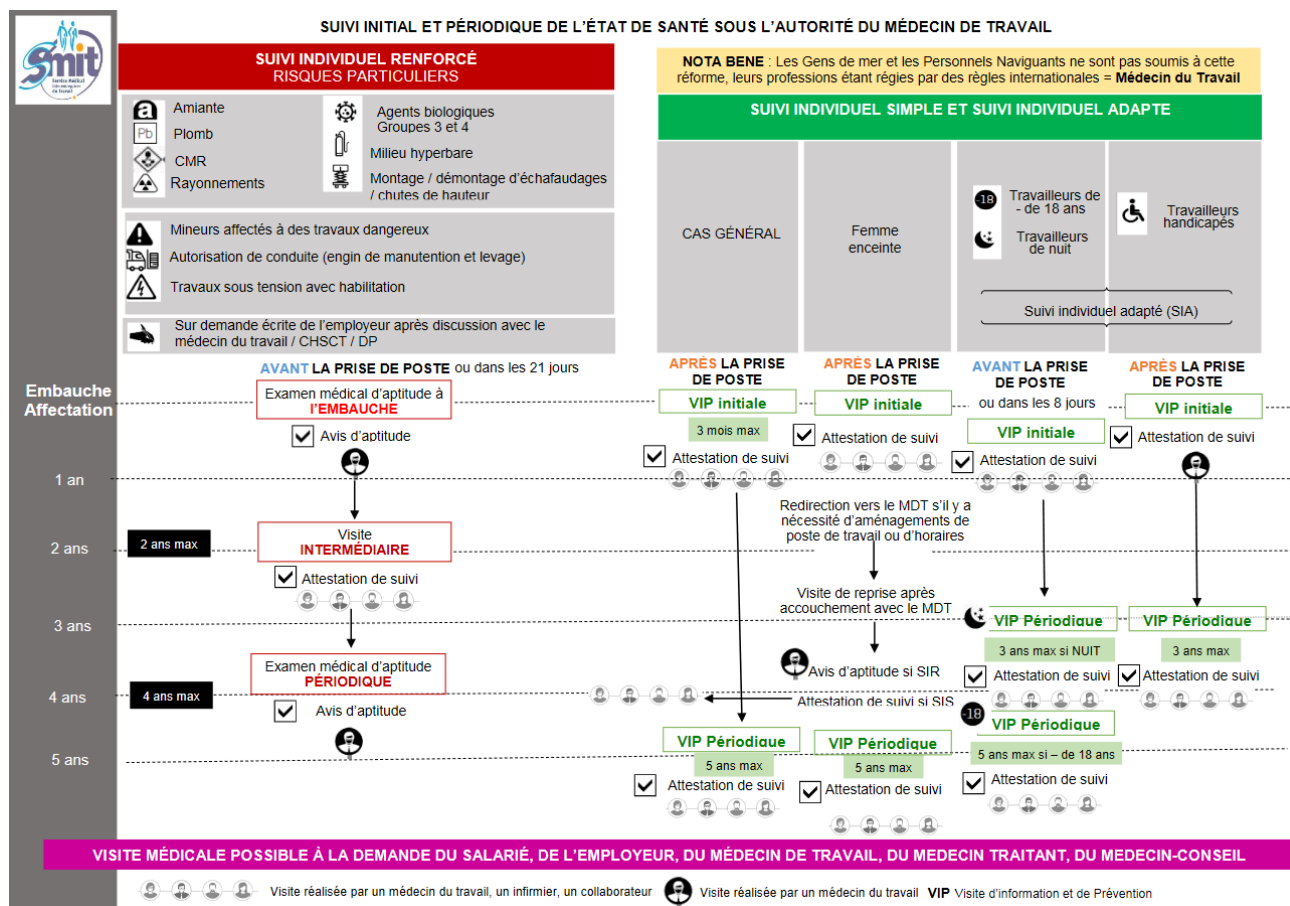 SUIVI INITIAL ET PÉRIODIQUE DE L'ÉTAT DE SANTÉ SOUS L'AUTORITÉ DU MÉDECIN DE TRAVAIL
Smit
Service Médical
Interentreprises
du Travail
SUIVI INDIVIDUEL RENFORCÉ
RISQUES PARTICULIERS
a
Amiante
Pb
Plomb
CMR
Rayonnements
Agents biologiques
Groupes 3 et 4
Milieu hyperbare
Montage / démontage d'échafaudages
/ chutes de hauteur
Mineurs affectés à des travaux dangereux
Autorisation de conduite (engin de manutention et levage)
Travaux sous tension avec habilitation
Sur demande écrite de l'employeur après discussion avec le
médecin du travail / CHSCT / DP
NOTA BENE : Les Gens de mer et les Personnels Naviguants ne sont pas soumis à cette
réforme, leurs professions étant régies par des règles internationales = Médecin du Travail
SUIVI INDIVIDUEL SIMPLE ET SUIVI INDIVIDUEL ADAPTE
CAS GÉNÉRAL
Femme
enceinte
-18
Travailleurs de
- de 18 ans
Travailleurs
de nuit
Travailleurs
handicapés
Suivi individuel adapté (SIA)
Embauche
Affectation
1 an
2 ans
3 ans
4 ans
5 ans
2 ans max
4 ans max
AVANT LA PRISE DE POSTE ou dans les 21 jours
Examen médical d'aptitude à
l'EMBAUCHE
Avis d'aptitude
Visite
INTERMÉDIAIRE
Attestation de suivi
Examen médical d'aptitude
PÉRIODIQUE
Avis d'aptitude
APRÈS LA PRISE
DE POSTE
VIP initiale
3 mois max
Attestation de suivi
VIP Périodique
5 ans max
Attestation de suivi
APRÈS LA PRISE
DE POSTE
VIP initiale
Attestation de suivi
Redirection vers le MDT s'il y a
nécessité d'aménagements de
poste de travail ou d'horaires
Visite de reprise après
accouchement avec le MDT
Avis d'aptitude si SIR
Attestation de suivi si SIS
VIP Périodique
5 ans max
Attestation de suivi
AVANT LA PRISE
DE POSTE
ou dans les 8 jours
VIP initiale
Attestation de suivi
VIP Périodique
3 ans max si NUIT
Attestation de suivi
-18
VIP Périodique
5 ans max si – de 18 ans
Attestation de suivi
APRÈS LA PRISE
DE POSTE
VIP initiale
Attestation de suivi
VIP Périodique
3 ans max
Attestation de suivi
VISITE MÉDICALE POSSIBLE À LA DEMANDE DU SALARIÉ, DE L'EMPLOYEUR, DU MÉDECIN DE TRAVAIL, DU MEDECIN TRAITANT, DU MEDECIN-CONSEIL
Visite réalisée par un médecin du travail, un infirmier, un collaborateur
Visite réalisée par un médecin du travail
VIP Visite d'information et de Prévention